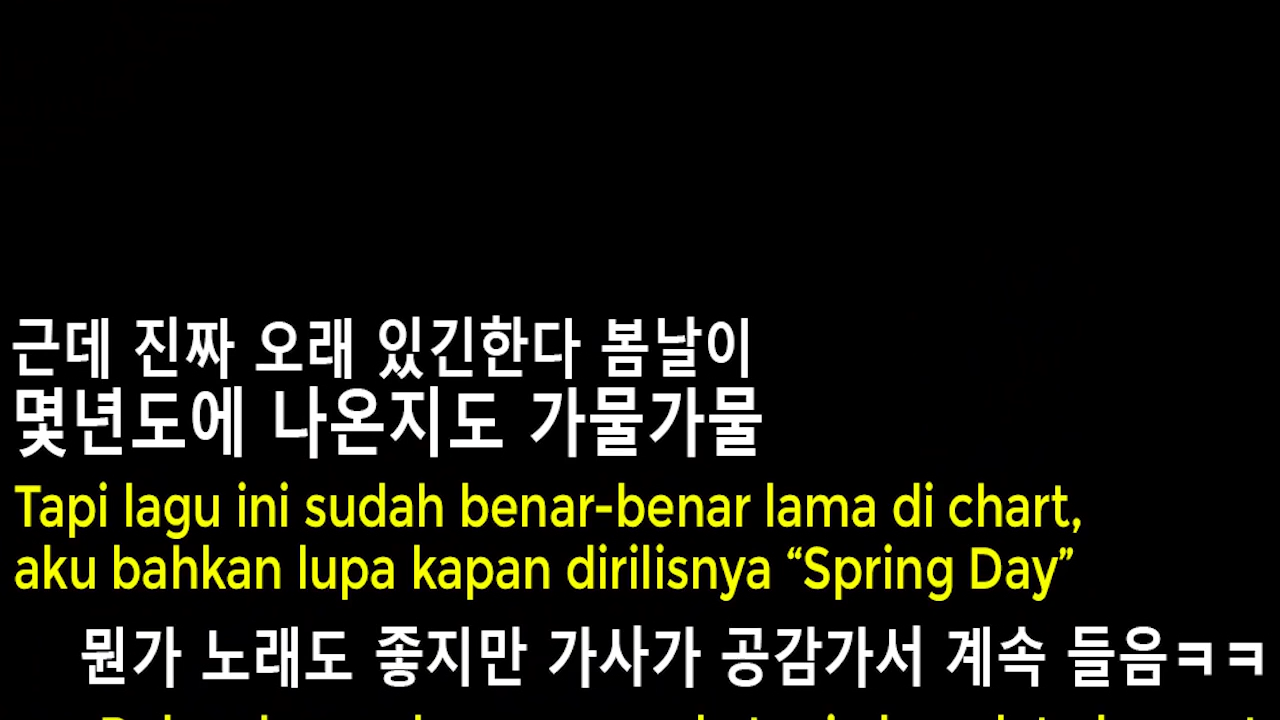 근데 진짜 오래 있긴한다 봄날이
몇년도에 나온지도 가물가물
Tapi lagu ini sudah benar-benar lama di chart,
aku bahkan lupa kapan dirilisnya “Spring Day”
뭔가 노래도 좋지만 가사가 공감가서 계속 들음ㅋㅋ